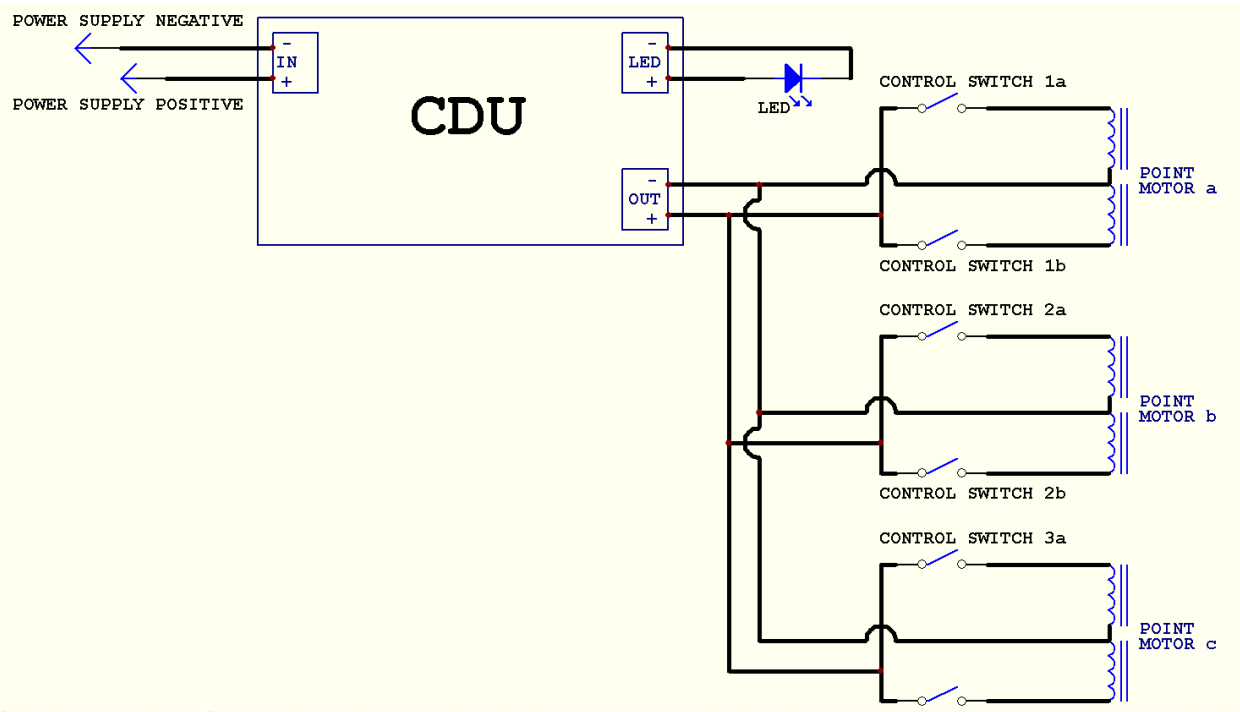 POWER SUPPLY NEGATIVE
-
IN
+
POWER SUPPLY POSITIVE
CDU
-
LED
+
LED
-
OUT
+
CONTROL SWITCH 1a
POINT
MOTOR a
CONTROL SWITCH 1b
CONTROL SWITCH 2a
POINT
MOTOR b
CONTROL SWITCH 2b
CONTROL SWITCH 3a
POINT
MOTOR c